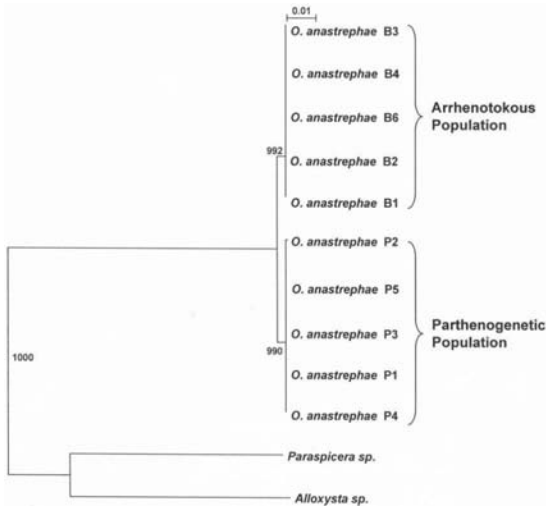 0.01
O. anastrephae B3
O. anastrephae B4
Arrhenotokous
Population
O. anastrephae B6
992
O. anastrephae B2
O. anastrephae B1
O. anastrephae P2
O. anastrephae P5
Parthenogenetic
Population
O. anastrephae P3
990
1000
O. anastrephae P1
O. anastrephae P4
Paraspicera sp.
Alloxysta sp.